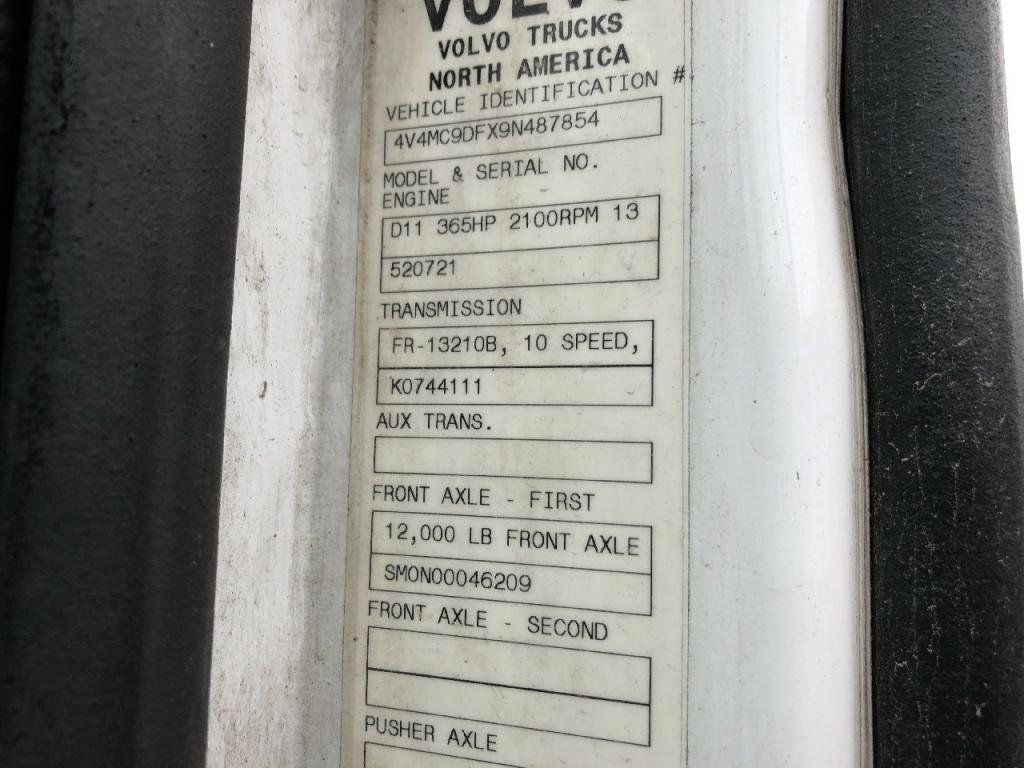 VOLVO
VOLVO TRUCKS
NORTH AMERICA
VEHICLE IDENTIFICATION #
4V4MC9DFX9N487854
MODEL & SERIAL NO.
ENGINE
D11 365HP 2100RPM 13
520721
TRANSMISSION
FR-13210B, 10 SPEED,
K0744111
AUX TRANS.
FRONT AXLE - FIRST
12,000 LB FRONT AXLE
SMON00046209
FRONT AXLE - SECOND
PUSHER AXLE